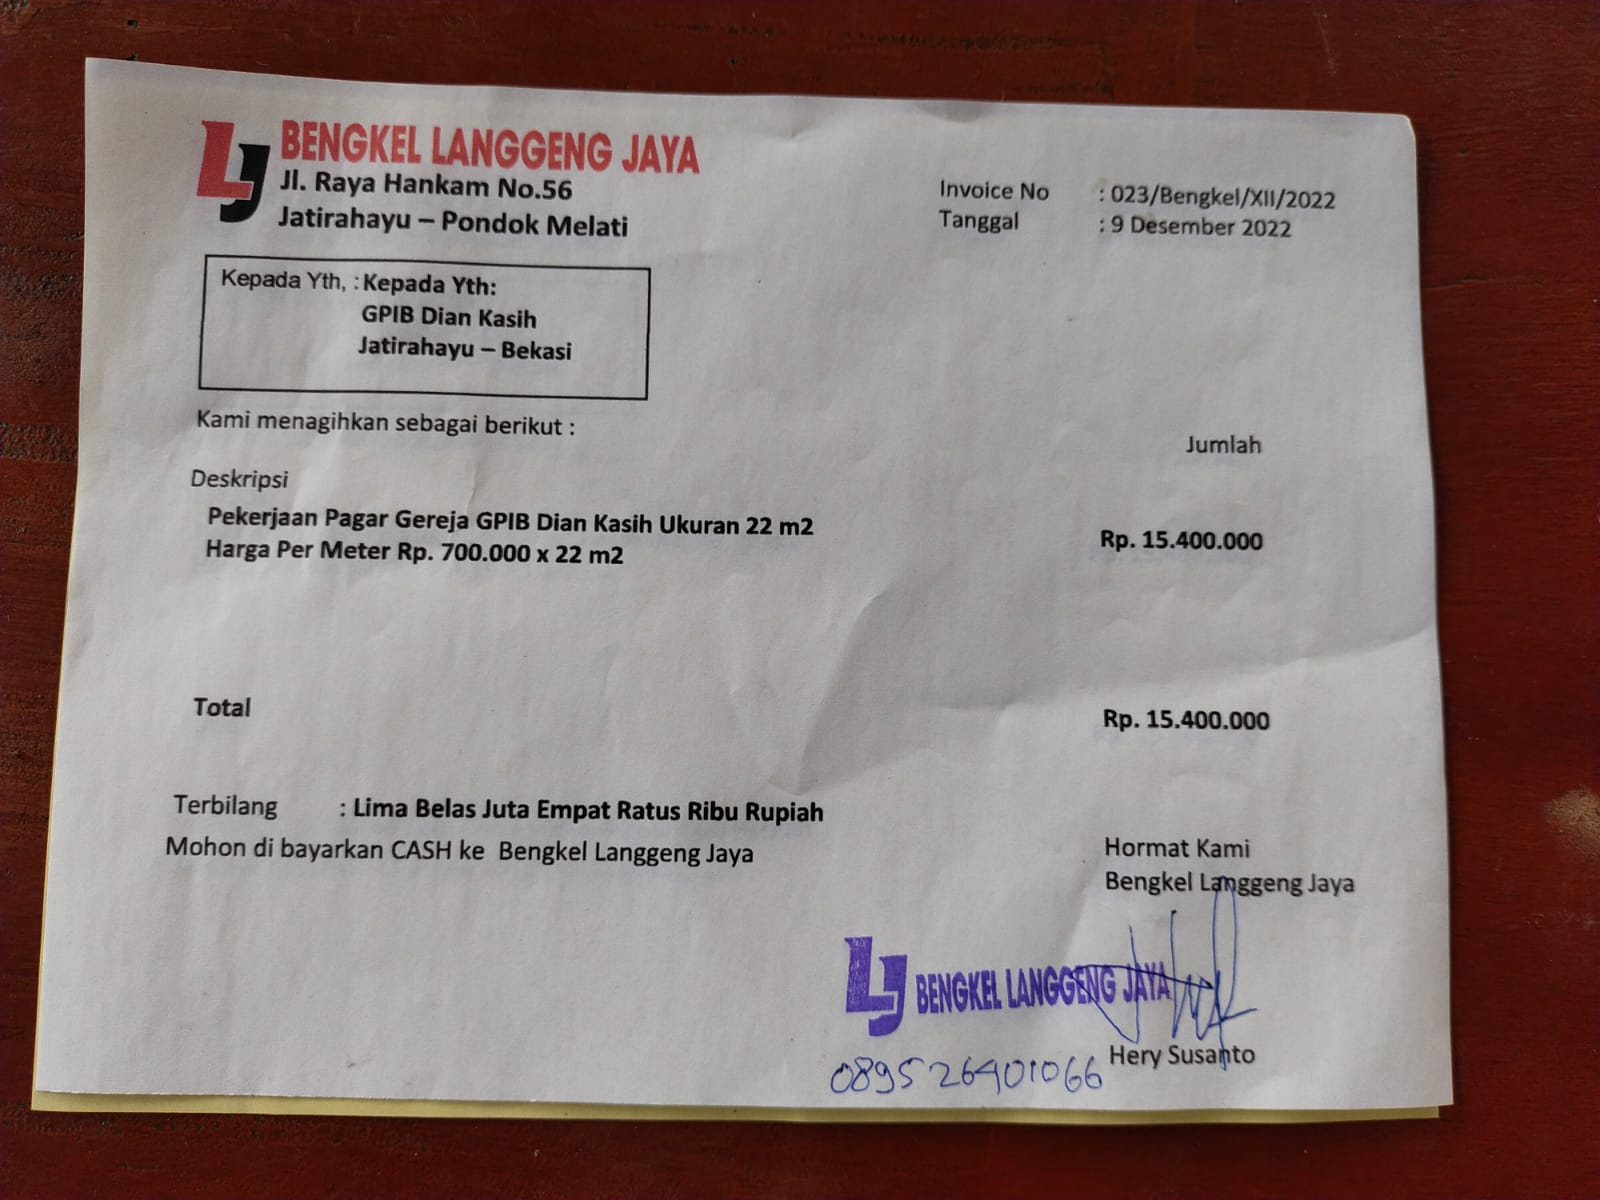 LJ BENGKEL LANGGENG JAYA
Jl. Raya Hankam No.56
Jatirahayu – Pondok Melati
Invoice No : 023/Bengkel/XII/2022
Tanggal : 9 Desember 2022
Kepada Yth, : Kepada Yth:
GPIB Dian Kasih
Jatirahayu – Bekasi
Kami menagihkan sebagai berikut :
Jumlah
Deskripsi
Pekerjaan Pagar Gereja GPIB Dian Kasih Ukuran 22 m2
Harga Per Meter Rp. 700.000 x 22 m2
Rp. 15.400.000
Total Rp. 15.400.000
Terbilang : Lima Belas Juta Empat Ratus Ribu Rupiah
Mohon di bayarkan CASH ke Bengkel Langgeng Jaya
Hormat Kami
Bengkel Langgeng Jaya
LJ BENGKEL LANGGENG JAYA
Hery Susanto
089526401066